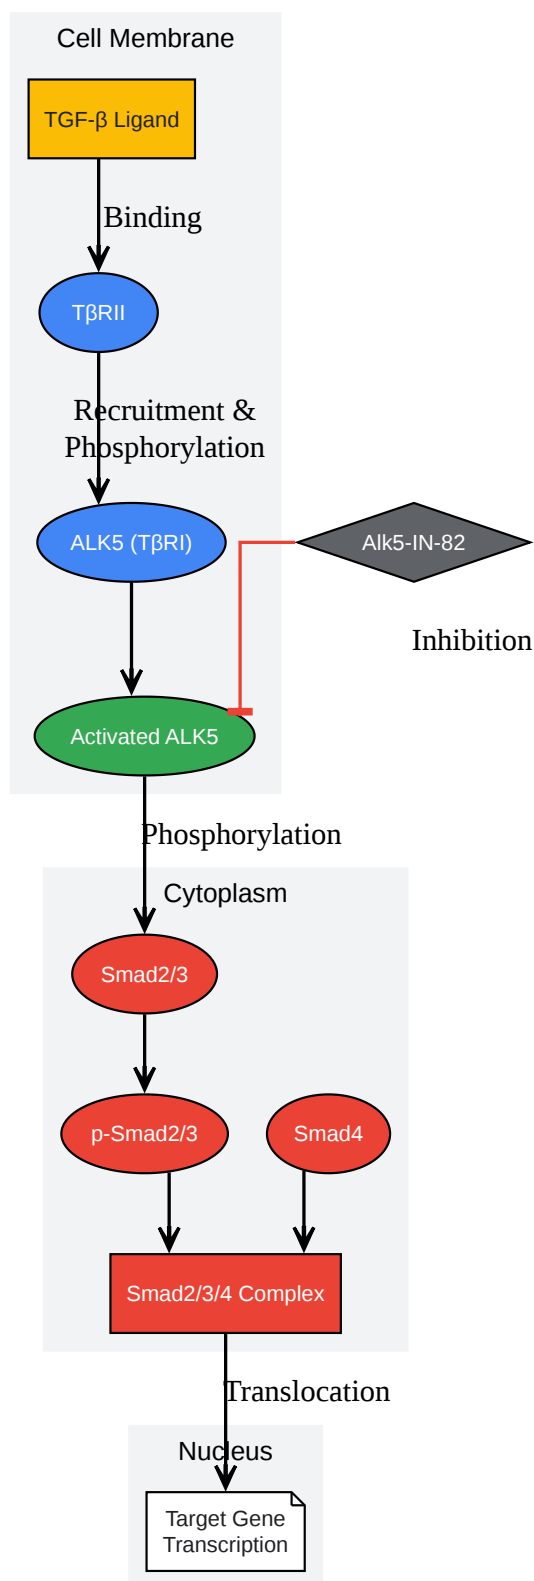 Cell Membrane
TGF-β Ligand
Binding
TβRII
Recruitment &
Phosphorylation
ALK5 (TβRI)
Alk5-IN-82
Inhibition
Activated ALK5
Phosphorylation
Cytoplasm
Smad2/3
p-Smad2/3
Smad4
Smad2/3/4 Complex
Translocation
Nucleus
Target Gene
Transcription